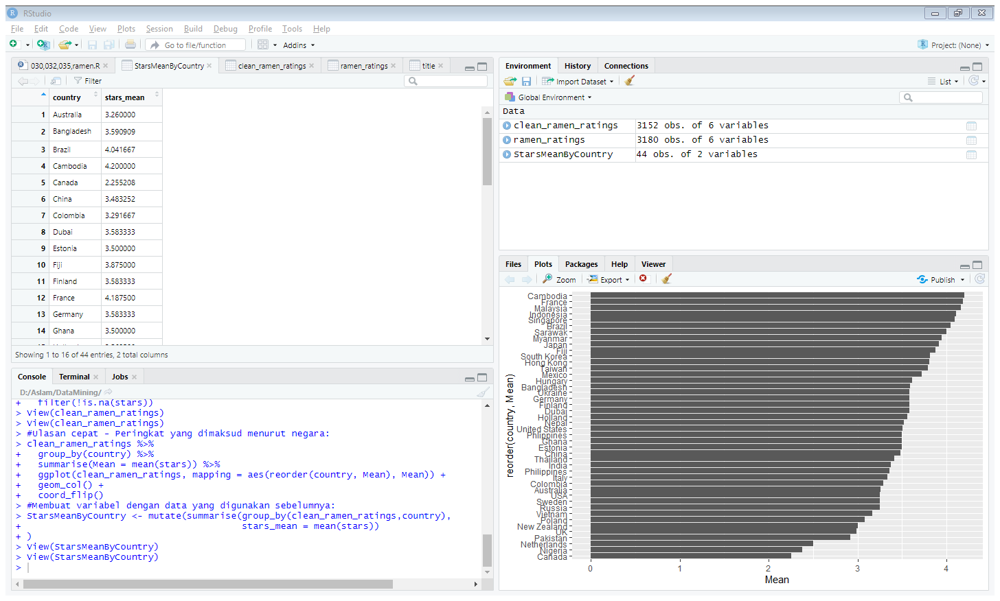 RStudio
File Edit Code View Plots Session Build Debug Profile Tools Help
Go to file/function Addins Project: (None)
030,032,035,ramen.R StarsMeanByCountry clean_ramen_ratings ramen_ratings title
Filter
country stars_mean
1 Australia 3.260000
2 Bangladesh 3.590909
3 Brazil 4.041667
4 Cambodia 4.200000
5 Canada 2.255208
6 China 3.483252
7 Colombia 3.291667
8 Dubai 3.583333
9 Estonia 3.500000
10 Fiji 3.875000
11 Finland 3.583333
12 France 4.187500
13 Germany 3.583333
14 Ghana 3.500000
Showing 1 to 16 of 44 entries, 2 total columns
Console Terminal Jobs
D:/Aslam/DataMining/
+   filter(!is.na(stars))
> View(clean_ramen_ratings)
> View(clean_ramen_ratings)
> #Ulasan cepat - Peringkat yang dimaksud menurut negara:
> clean_ramen_ratings %>%
+   group_by(country) %>%
+   summarise(Mean = mean(stars)) %>%
+   ggplot(clean_ramen_ratings, mapping = aes(reorder(country, Mean), Mean)) +
+   geom_col() +
+   coord_flip()
> #Membuat variabel dengan data yang digunakan sebelumnya:
> StarsMeanByCountry <- mutate(summarise(group_by(clean_ramen_ratings,country),
+                                        stars_mean = mean(stars))
+ )
> View(StarsMeanByCountry)
> View(StarsMeanByCountry)
>
Environment History Connections
Import Dataset List
Global Environment
Data
clean_ramen_ratings 3152 obs. of 6 variables
ramen_ratings 3180 obs. of 6 variables
StarsMeanByCountry 44 obs. of 2 variables
Files Plots Packages Help Viewer
Zoom Export Publish
reorder(country, Mean)
Cambodia
France
Malaysia
Indonesia
Singapore
Brazil
Sarawak
Myanmar
Japan
Fiji
South Korea
Hong Kong
Taiwan
Mexico
Hungary
Bangladesh
Ukraine
Germany
Finland
Dubai
Holland
Nepal
United States
Philippines
Ghana
Estonia
China
Thailand
India
Philippines
Italy
Colombia
Australia
USA
Sweden
Russia
Vietnam
Poland
New Zealand
UK
Pakistan
Netherlands
Nigeria
Canada
0 1 2 3 4
Mean